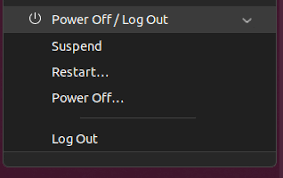 Power Off / Log Out
Suspend
Restart...
Power Off...
Log Out